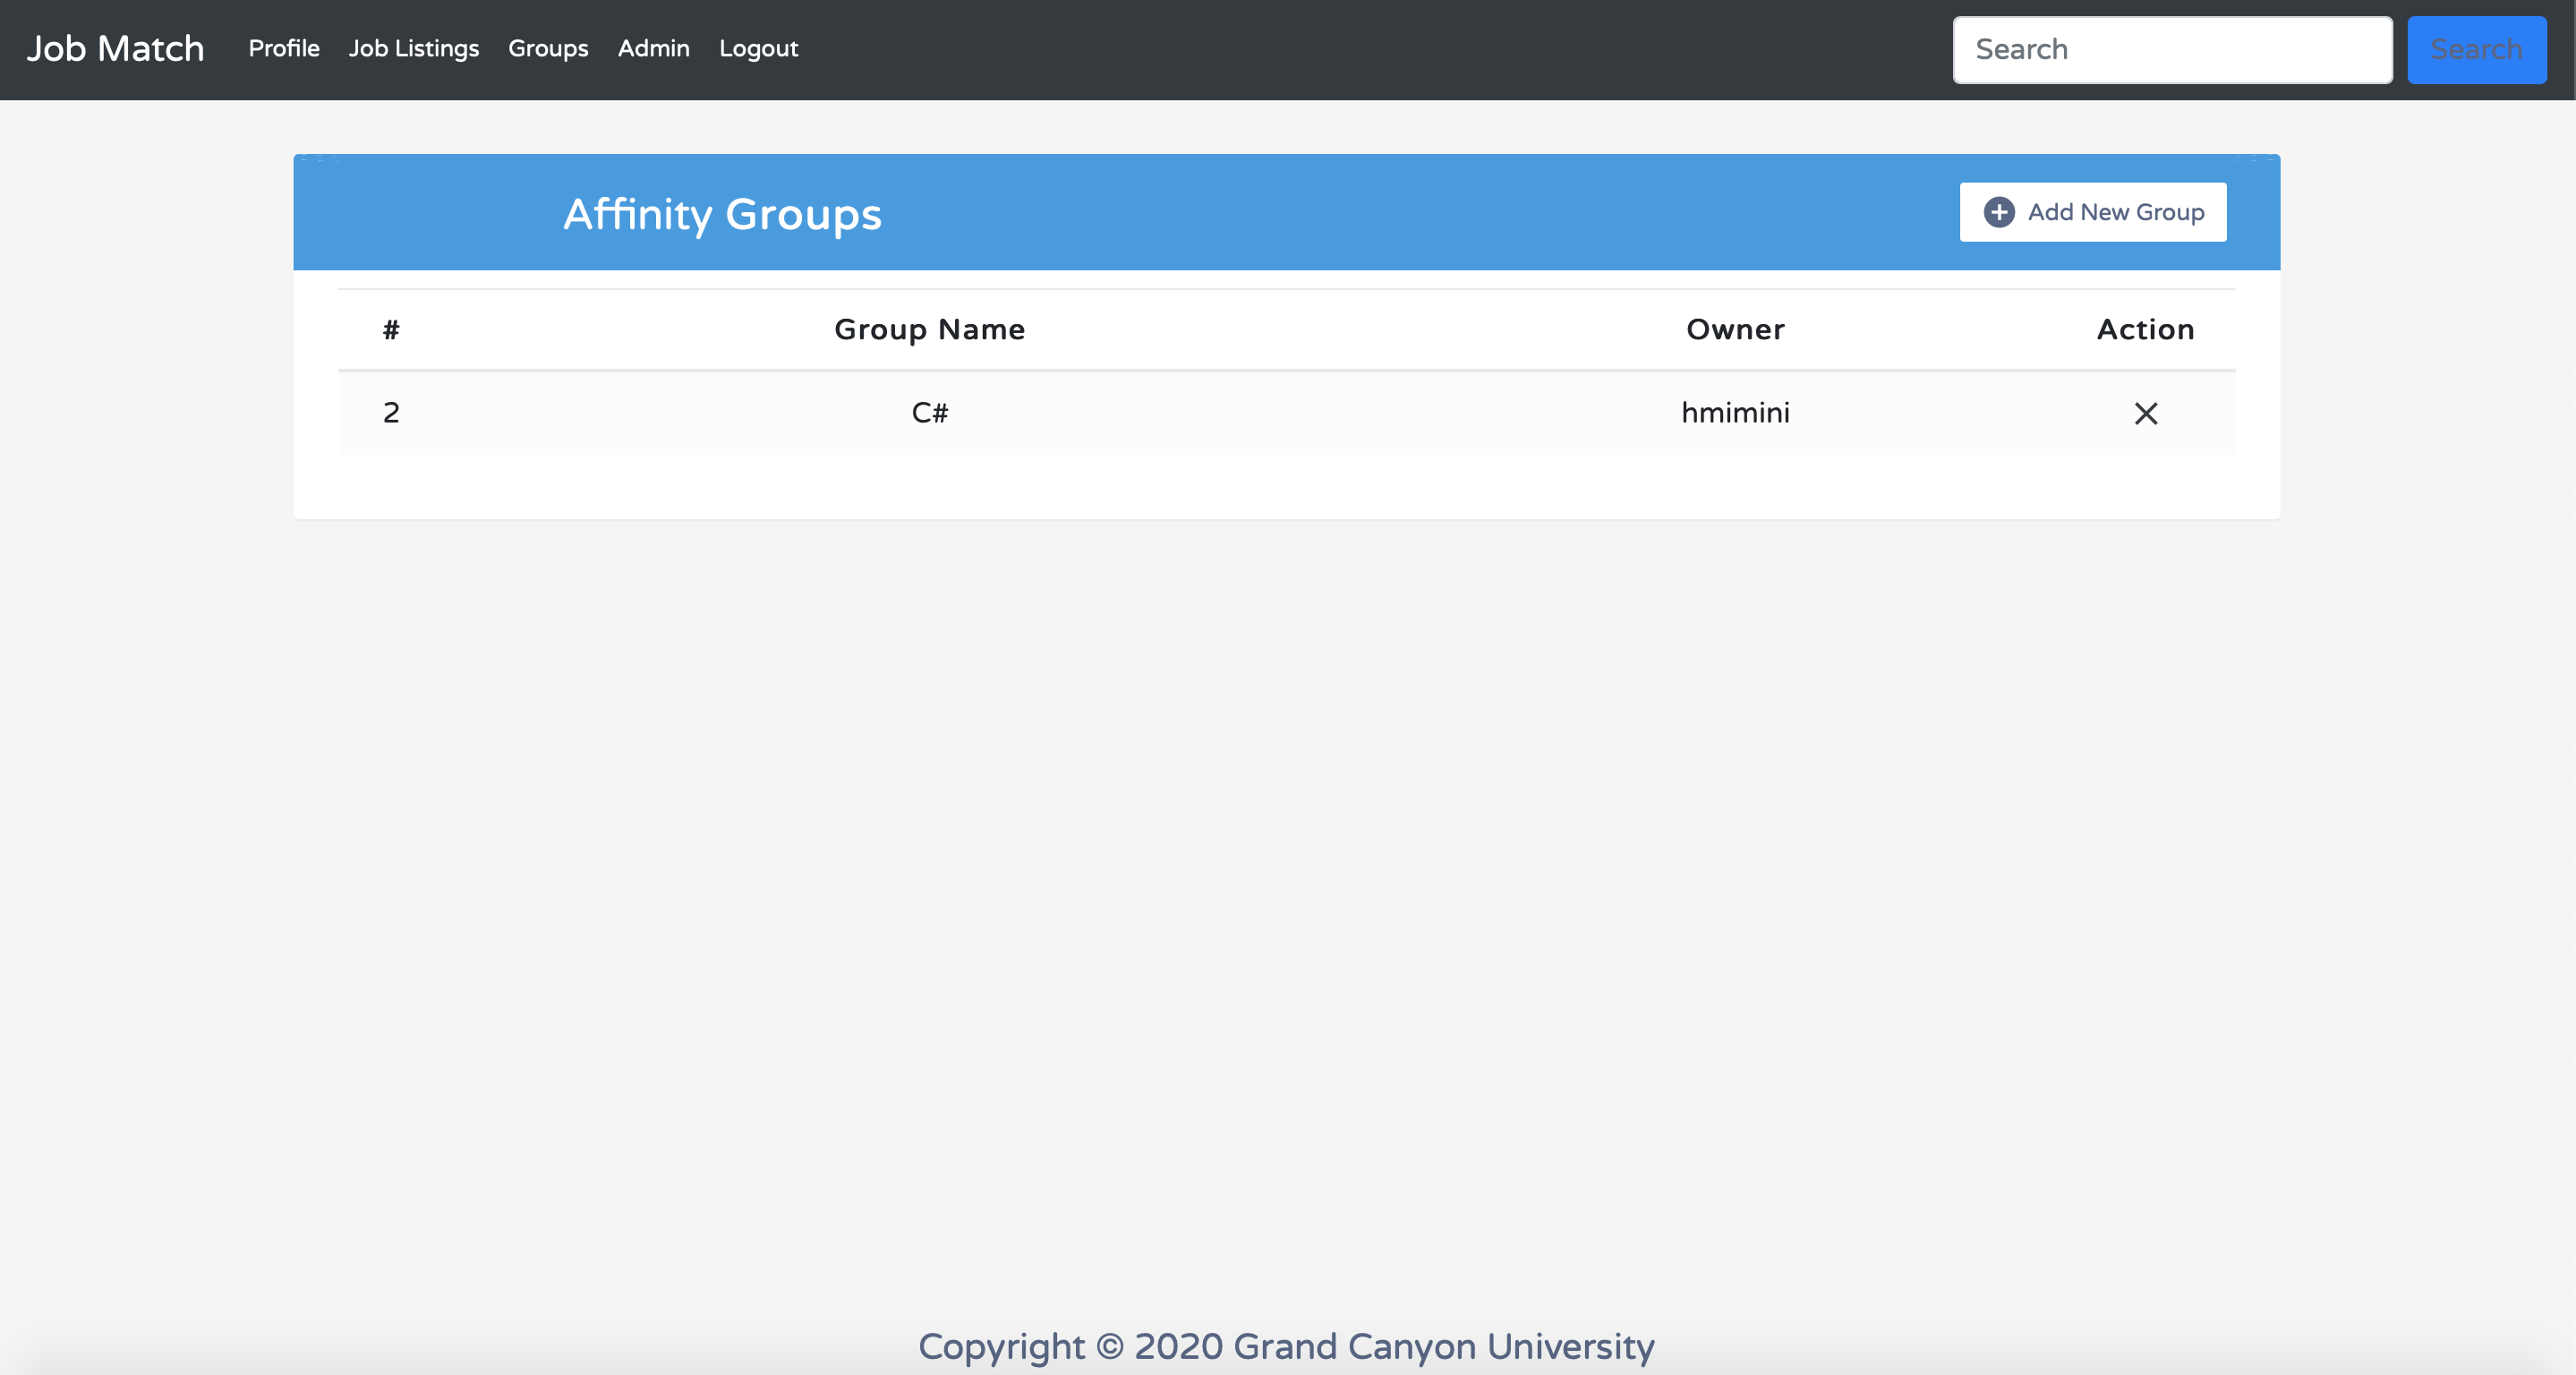 Job Match Profile Job Listings Groups Admin Logout Search Search
Affinity Groups Add New Group
# Group Name Owner Action
2 C# hmimini
Copyright © 2020 Grand Canyon University